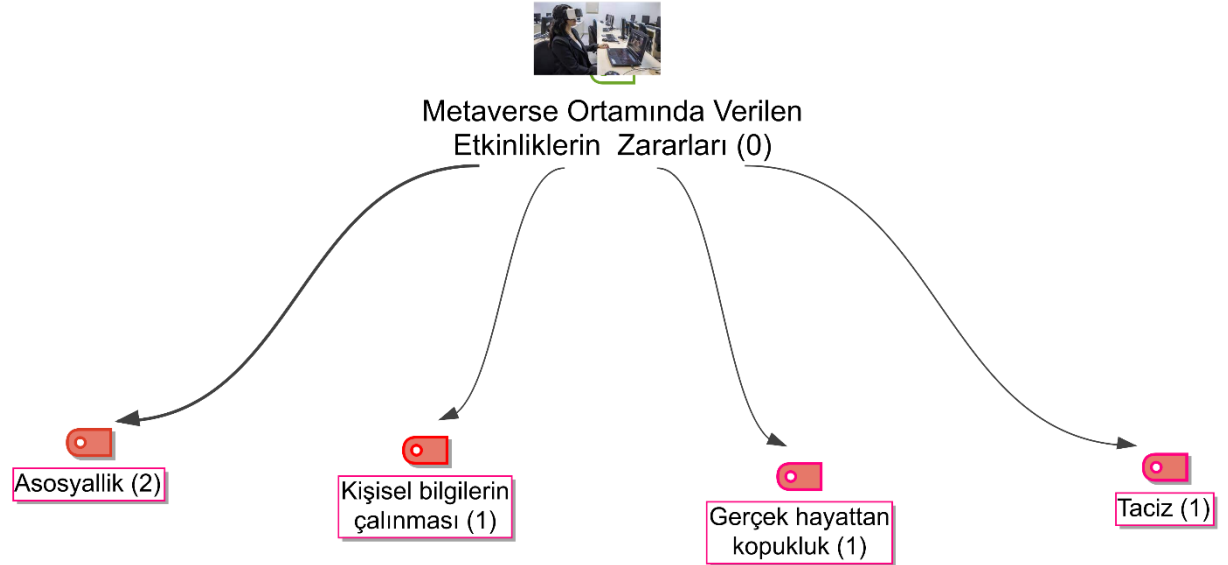 Metaverse Ortamında Verilen
Etkinliklerin Zararları (0)
Asosyallik (2)
Kişisel bilgilerin
çalınması (1)
Gerçek hayattan
kopukluk (1)
Taciz (1)